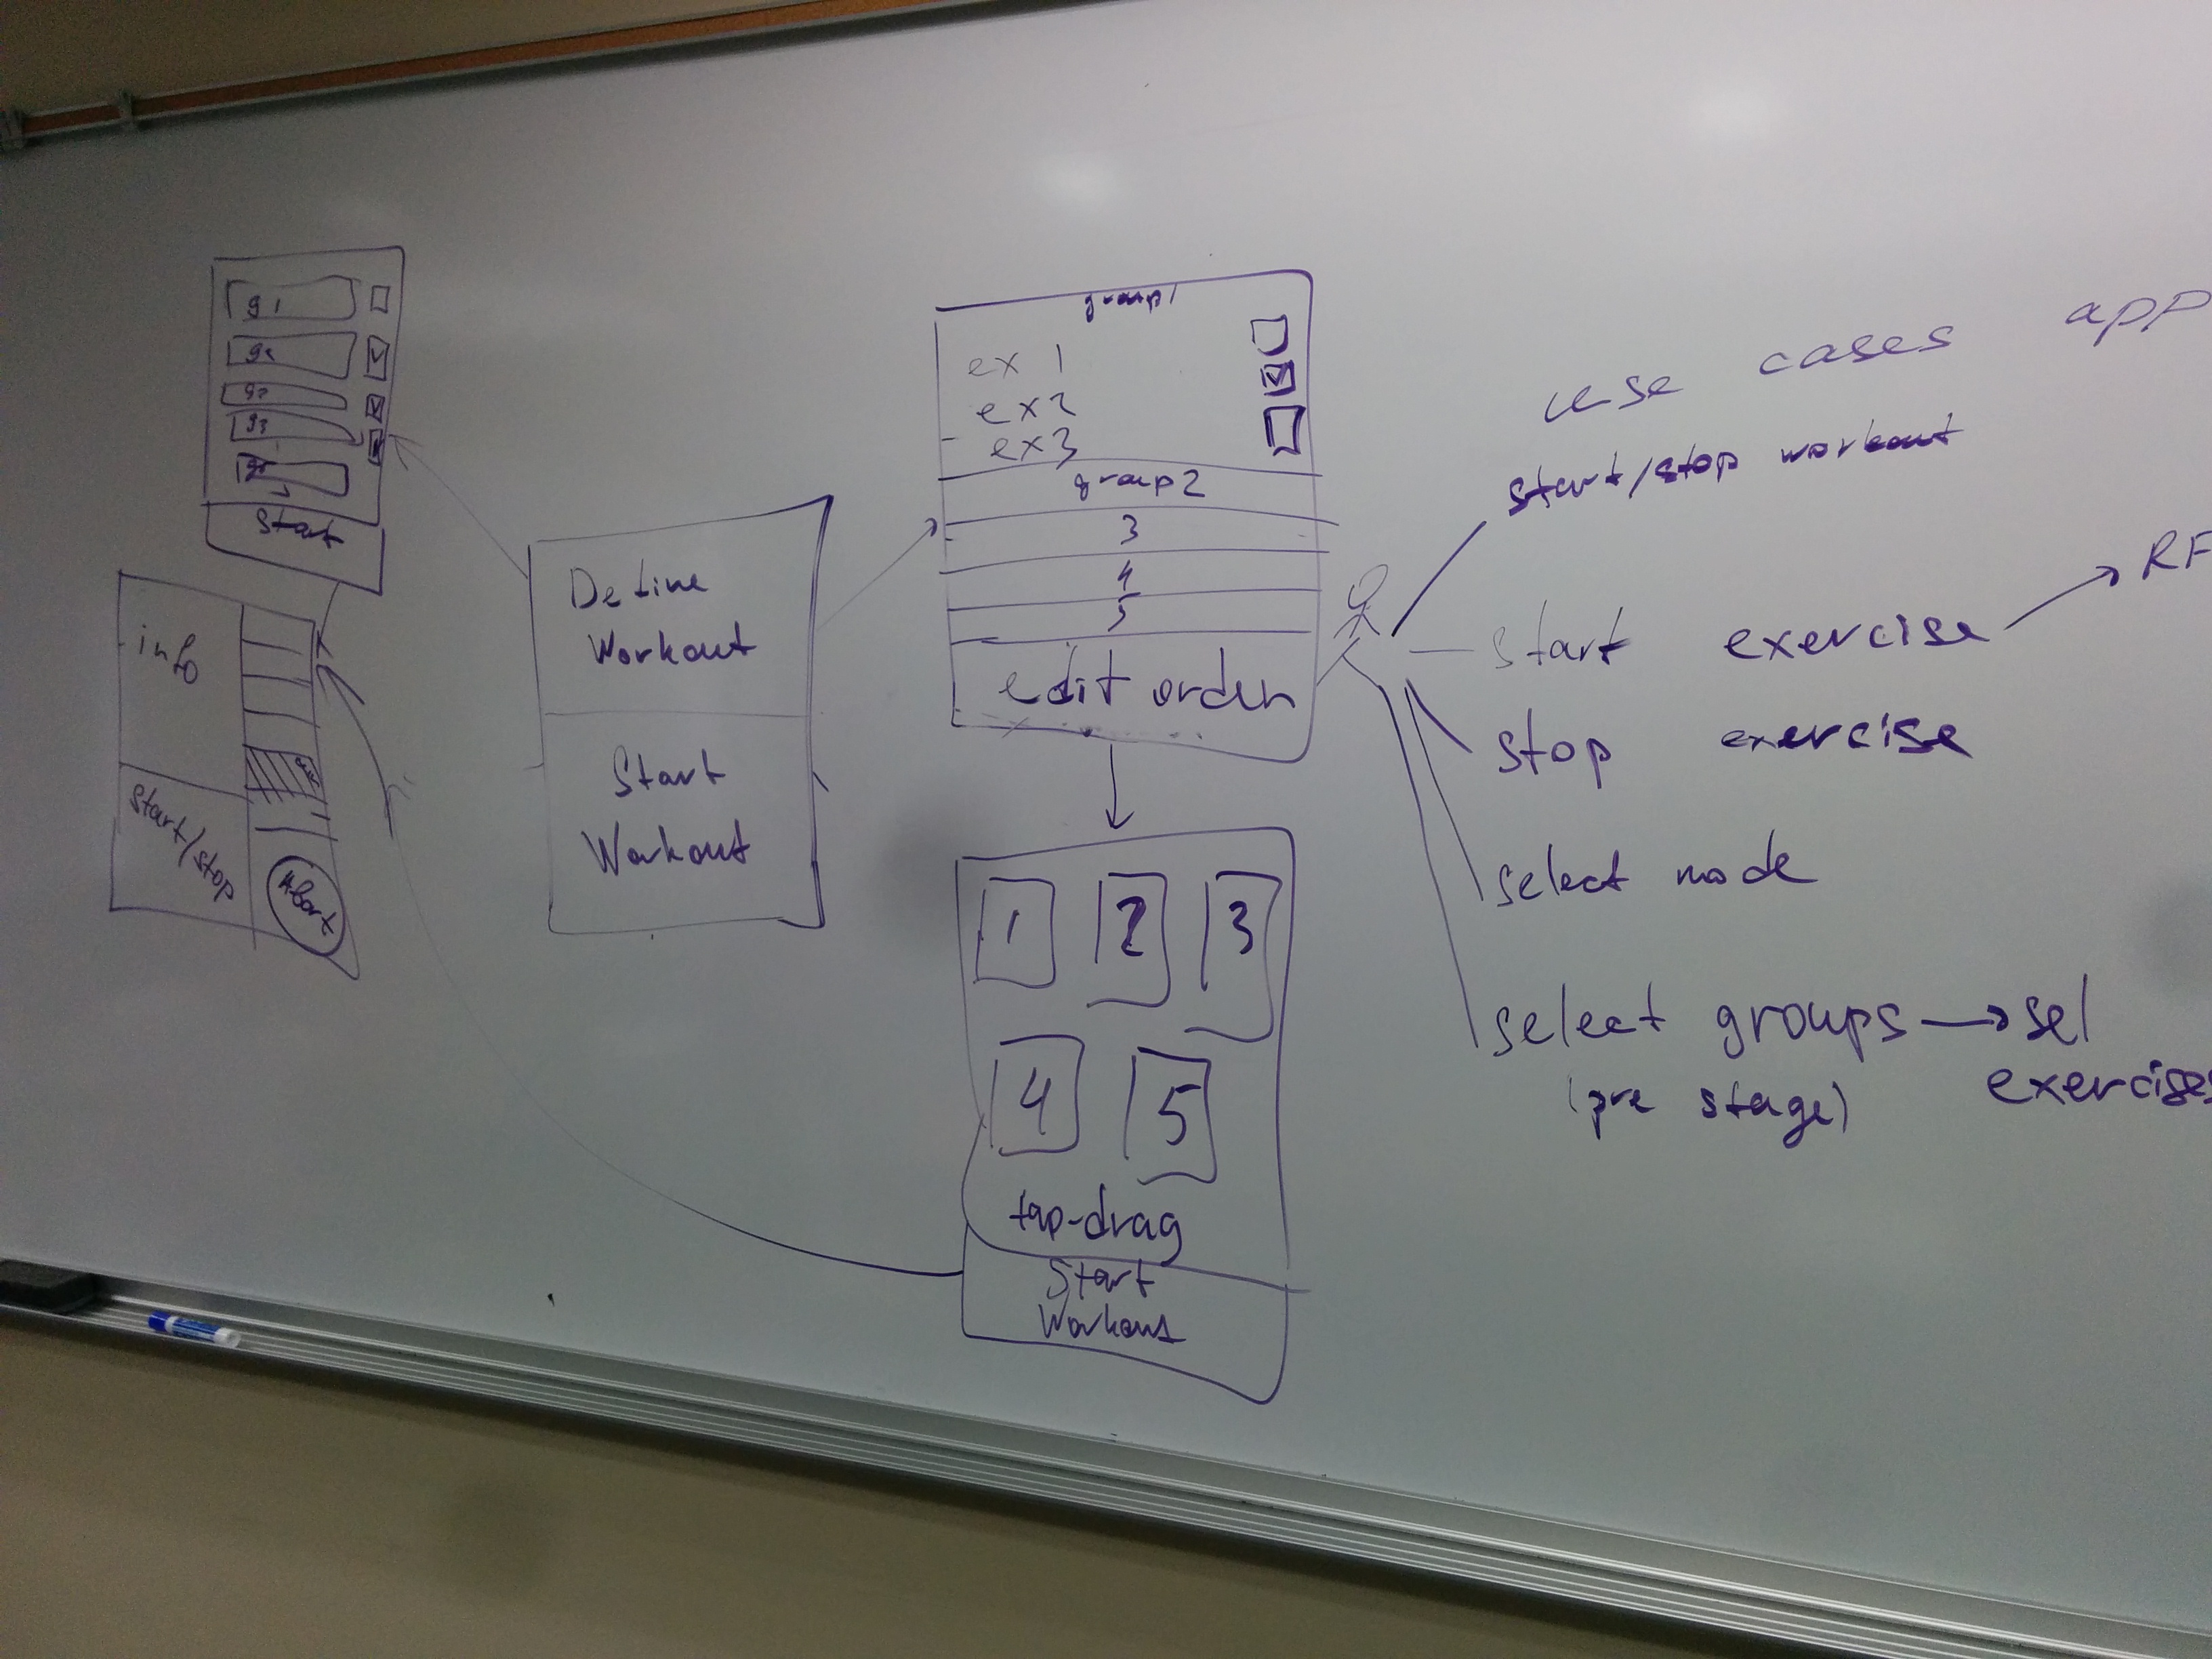 g1
g2
g3
Start
info
start/stop
Abort
Define
Workout
Start
Workout
group1
ex 1
ex2
ex3
group2
3
4
5
edit order
1
2
3
4
5
tap-drag
Start
Workout
use cases app
start/stop workout
start exercise → RF
stop exercise
select mode
select groups → sel
(pre stage) exercises